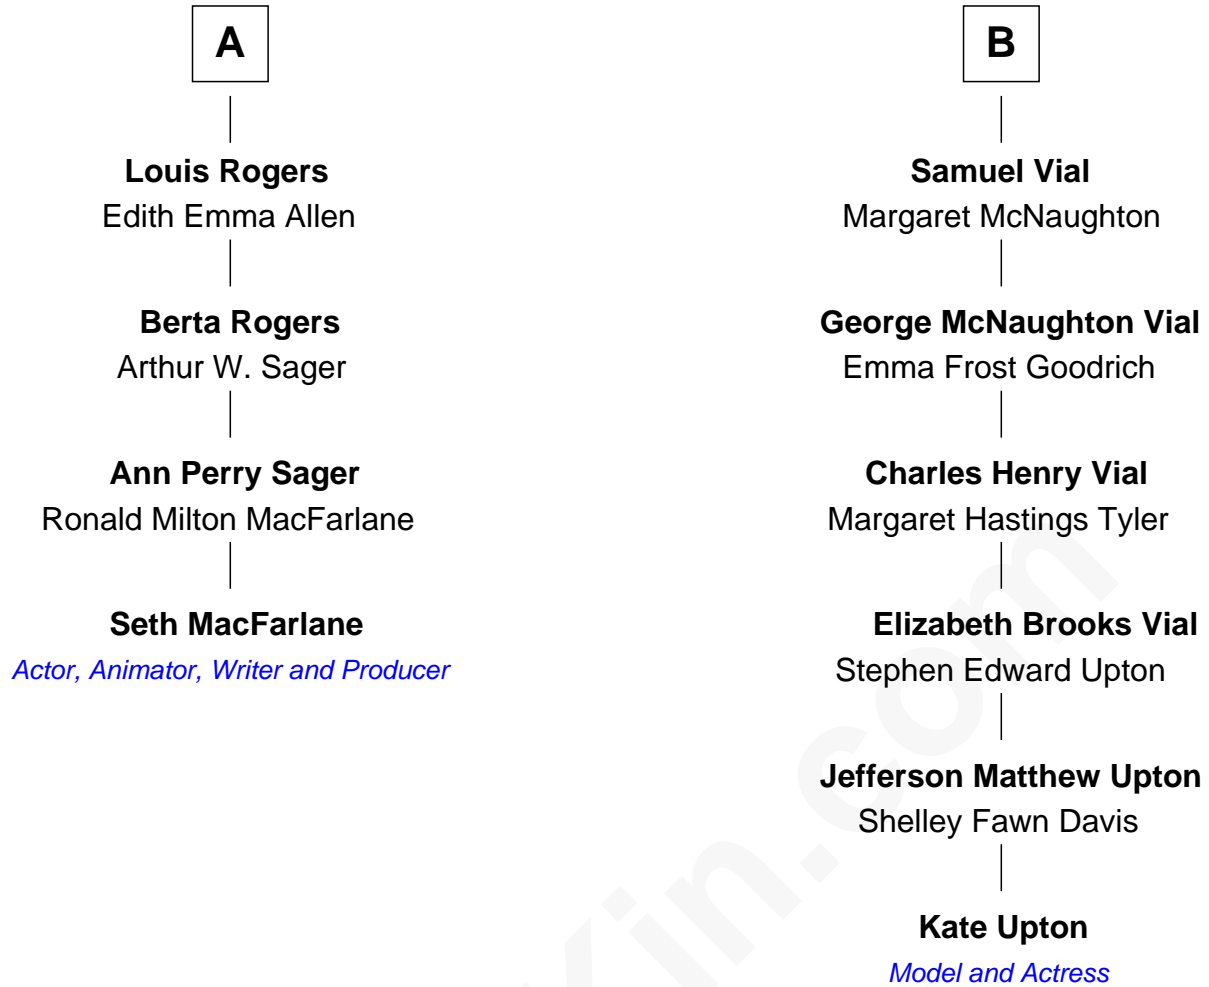 A
Louis Rogers
Edith Emma Allen
Berta Rogers
Arthur W. Sager
Ann Perry Sager
Ronald Milton MacFarlane
Seth MacFarlane
Actor, Animator, Writer and Producer
B
Samuel Vial
Margaret McNaughton
George McNaughton Vial
Emma Frost Goodrich
Charles Henry Vial
Margaret Hastings Tyler
Elizabeth Brooks Vial
Stephen Edward Upton
Jefferson Matthew Upton
Shelley Fawn Davis
Kate Upton
Model and Actress
Kin.com